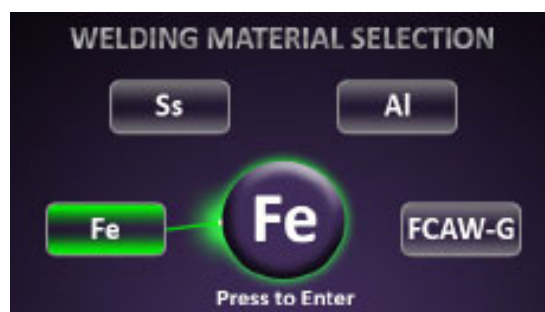 WELDING MATERIAL SELECTION
Ss
Al
Fe
Fe
FCAW-G
Press to Enter